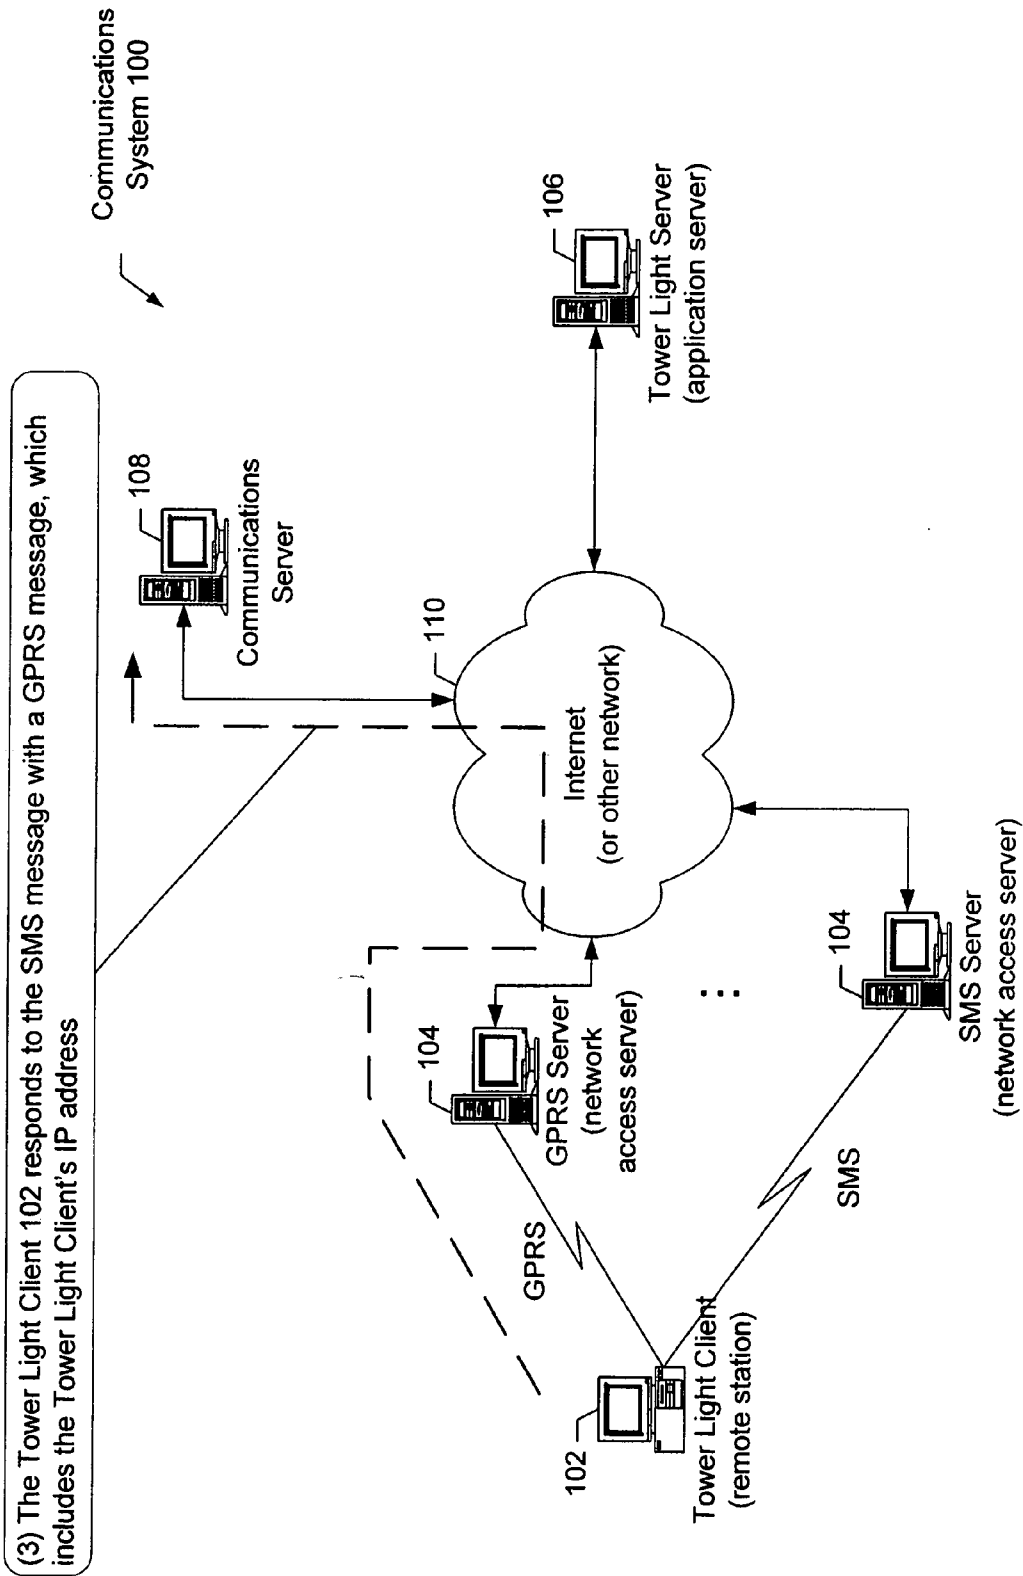 (3) The Tower Light Client 102 responds to the SMS message with a GPRS message, which
includes the Tower Light Client's IP address
Communications
System 100
108
Communications
Server
106
Tower Light Server
(application server)
110
Internet
(or other network)
104
GPRS Server
(network
access server)
GPRS
102
Tower Light Client
(remote station)
SMS
104
SMS Server
(network access server)